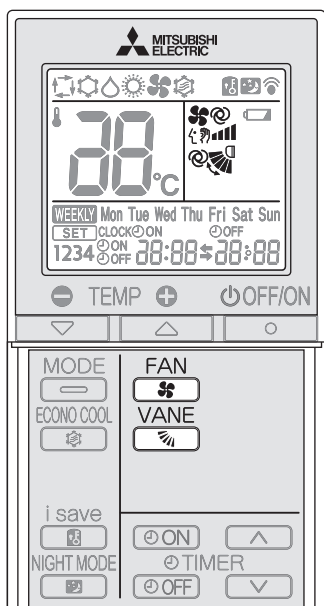 MITSUBISHI
ELECTRIC
88°C
WEEKLY Mon Tue Wed Thu Fri Sat Sun
SET CLOCK ON OFF
1234 ON OFF 88:88 88:88
TEMP OFF/ON
MODE FAN
ECONO COOL VANE
i save
ON
NIGHT MODE TIMER
OFF